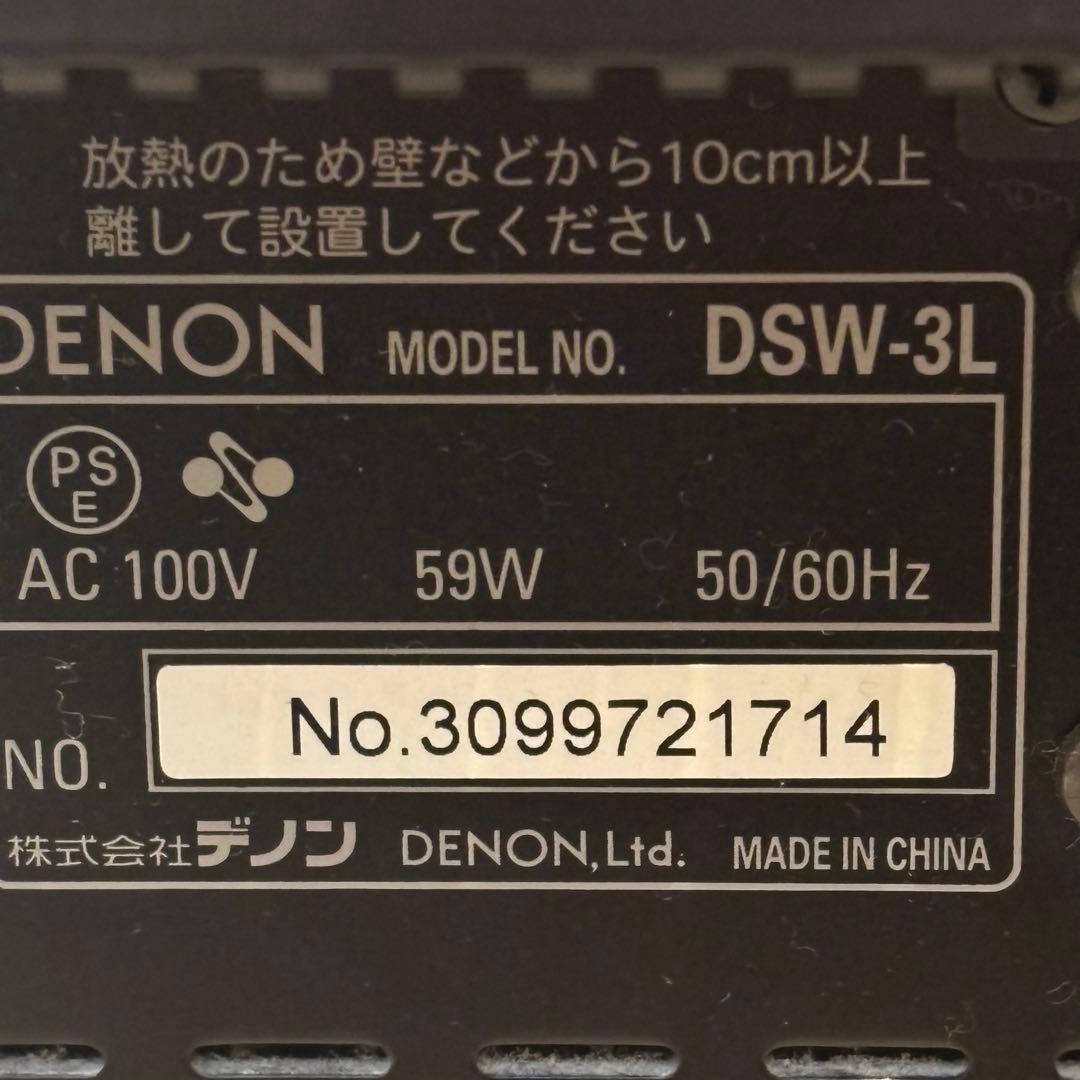 放熱のため壁などから10cm以上
離して設置してください
DENON MODEL NO. DSW-3L
PSE
AC 100V 59W 50/60Hz
NO. No.3099721714
株式会社デノン DENON,Ltd. MADE IN CHINA